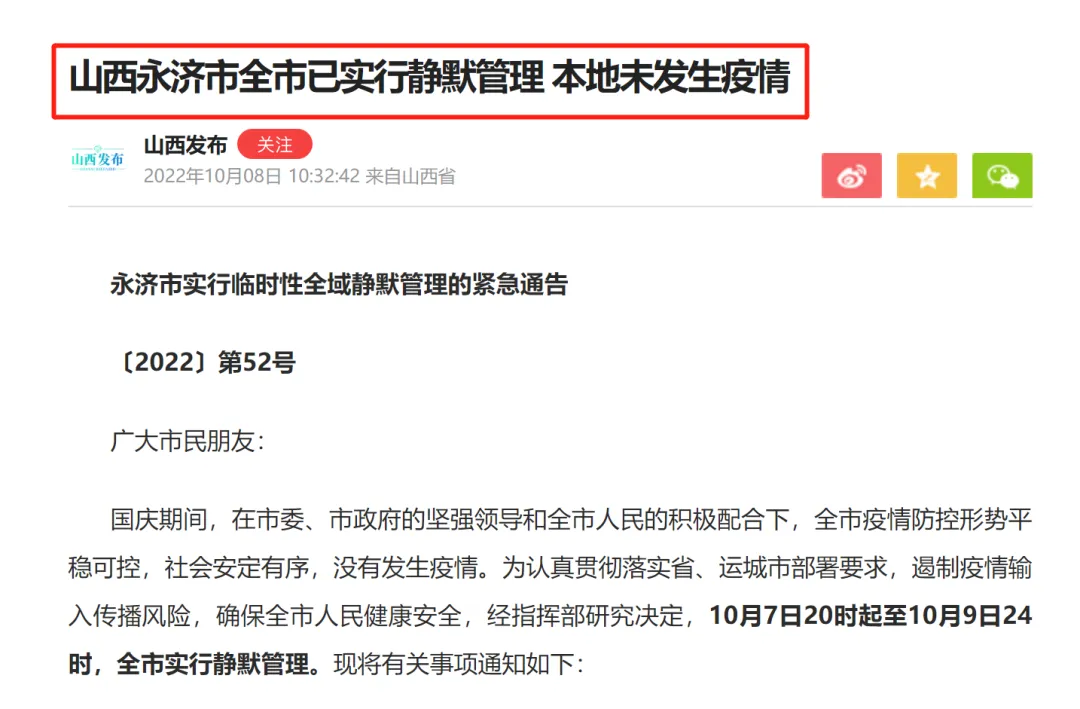 山西永济市全市已实行静默管理 本地未发生疫情
山西发布
山西发布 关注
2022年10月08日 10:32:42 来自山西省
永济市实行临时性全域静默管理的紧急通告
〔2022〕第52号
广大市民朋友：
国庆期间，在市委、市政府的坚强领导和全市人民的积极配合下，全市疫情防控形势平
稳可控，社会安定有序，没有发生疫情。为认真贯彻落实省、运城市部署要求，遏制疫情输
入传播风险，确保全市人民健康安全，经指挥部研究决定，10月7日20时起至10月9日24
时，全市实行静默管理。现将有关事项通知如下：